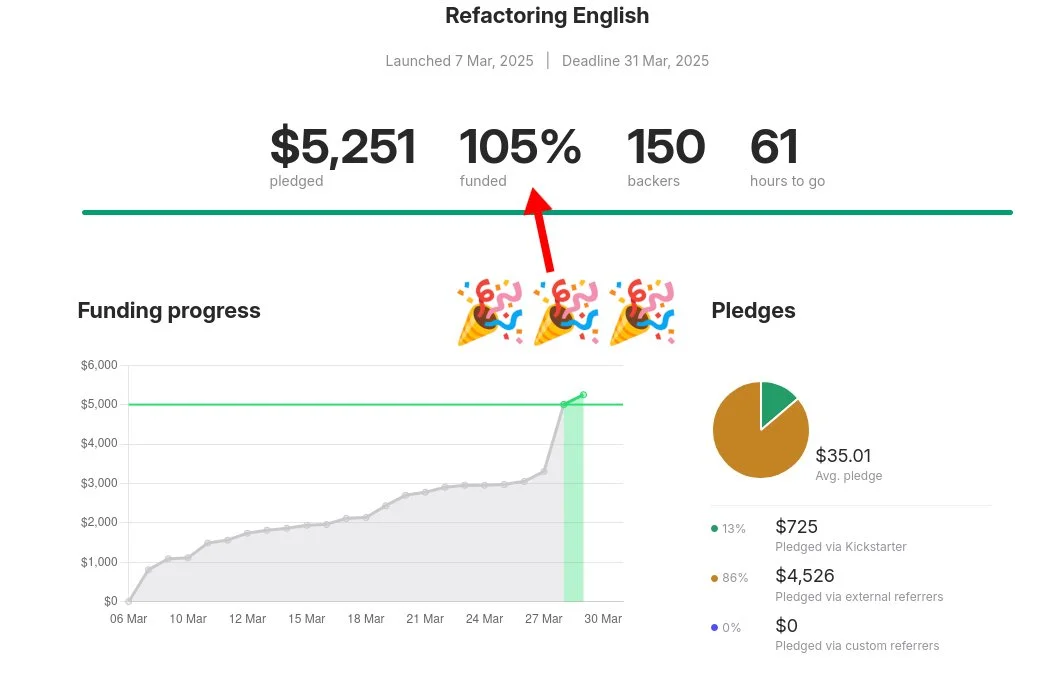 Refactoring English
Launched 7 Mar, 2025 | Deadline 31 Mar, 2025
$5,251 105% 150 61
pledged funded backers hours to go
Funding progress
$6,000
$5,000
$4,000
$3,000
$2,000
$1,000
$0
06 Mar 10 Mar 12 Mar 15 Mar 18 Mar 21 Mar 24 Mar 27 Mar 30 Mar
Pledges
$35.01
Avg. pledge
13% $725
Pledged via Kickstarter
86% $4,526
Pledged via external referrers
0% $0
Pledged via custom referrers